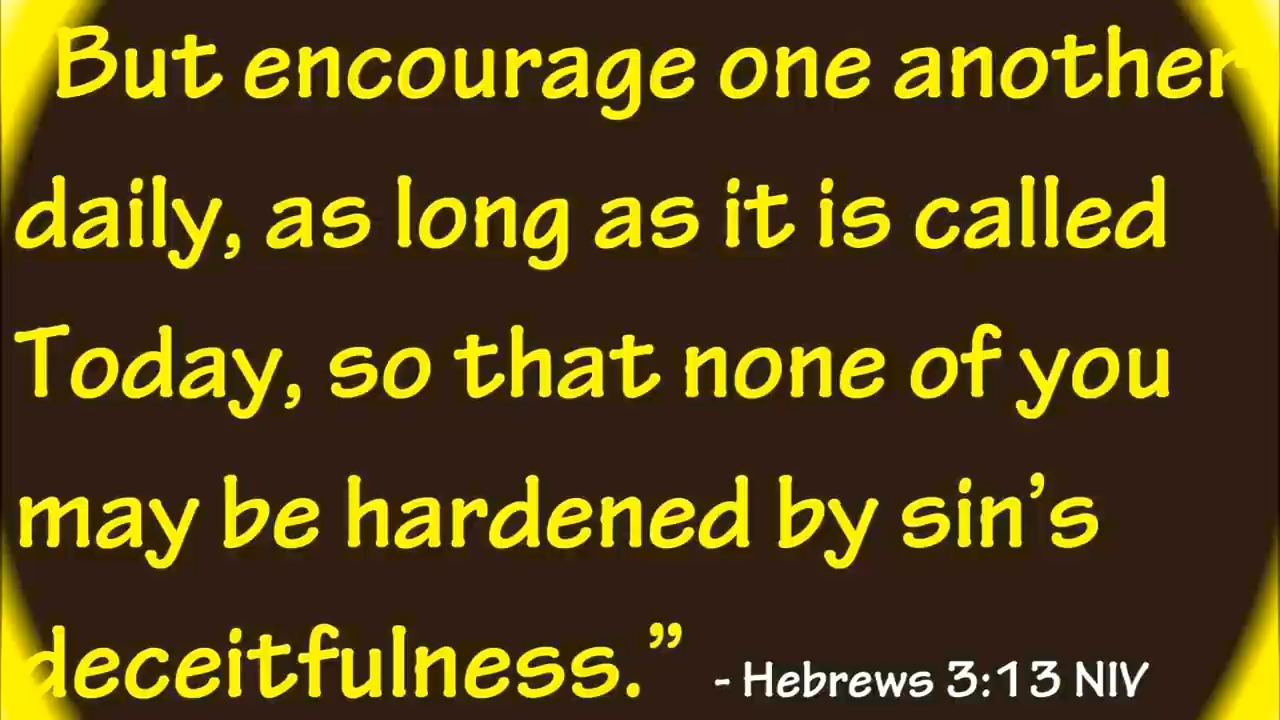 But encourage one another
daily, as long as it is called
Today, so that none of you
may be hardened by sin’s
deceitfulness.” - Hebrews 3:13 NIV